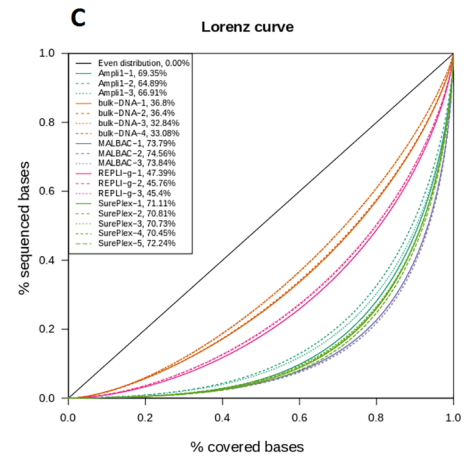 C
Lorenz curve
Even distribution, 0.00%
Ampli1-1, 69.35%
Ampli1-2, 64.89%
Ampli1-3, 66.91%
bulk-DNA-1, 36.8%
bulk-DNA-2, 36.4%
bulk-DNA-3, 32.84%
bulk-DNA-4, 33.08%
MALBAC-1, 73.79%
MALBAC-2, 74.56%
MALBAC-3, 73.84%
REPLI-g-1, 47.39%
REPLI-g-2, 45.76%
REPLI-g-3, 45.4%
SurePlex-1, 71.11%
SurePlex-2, 70.81%
SurePlex-3, 70.73%
SurePlex-4, 70.45%
SurePlex-5, 72.24%
% sequenced bases
1.0
0.8
0.6
0.4
0.2
0.0
0.0 0.2 0.4 0.6 0.8 1.0
% covered bases